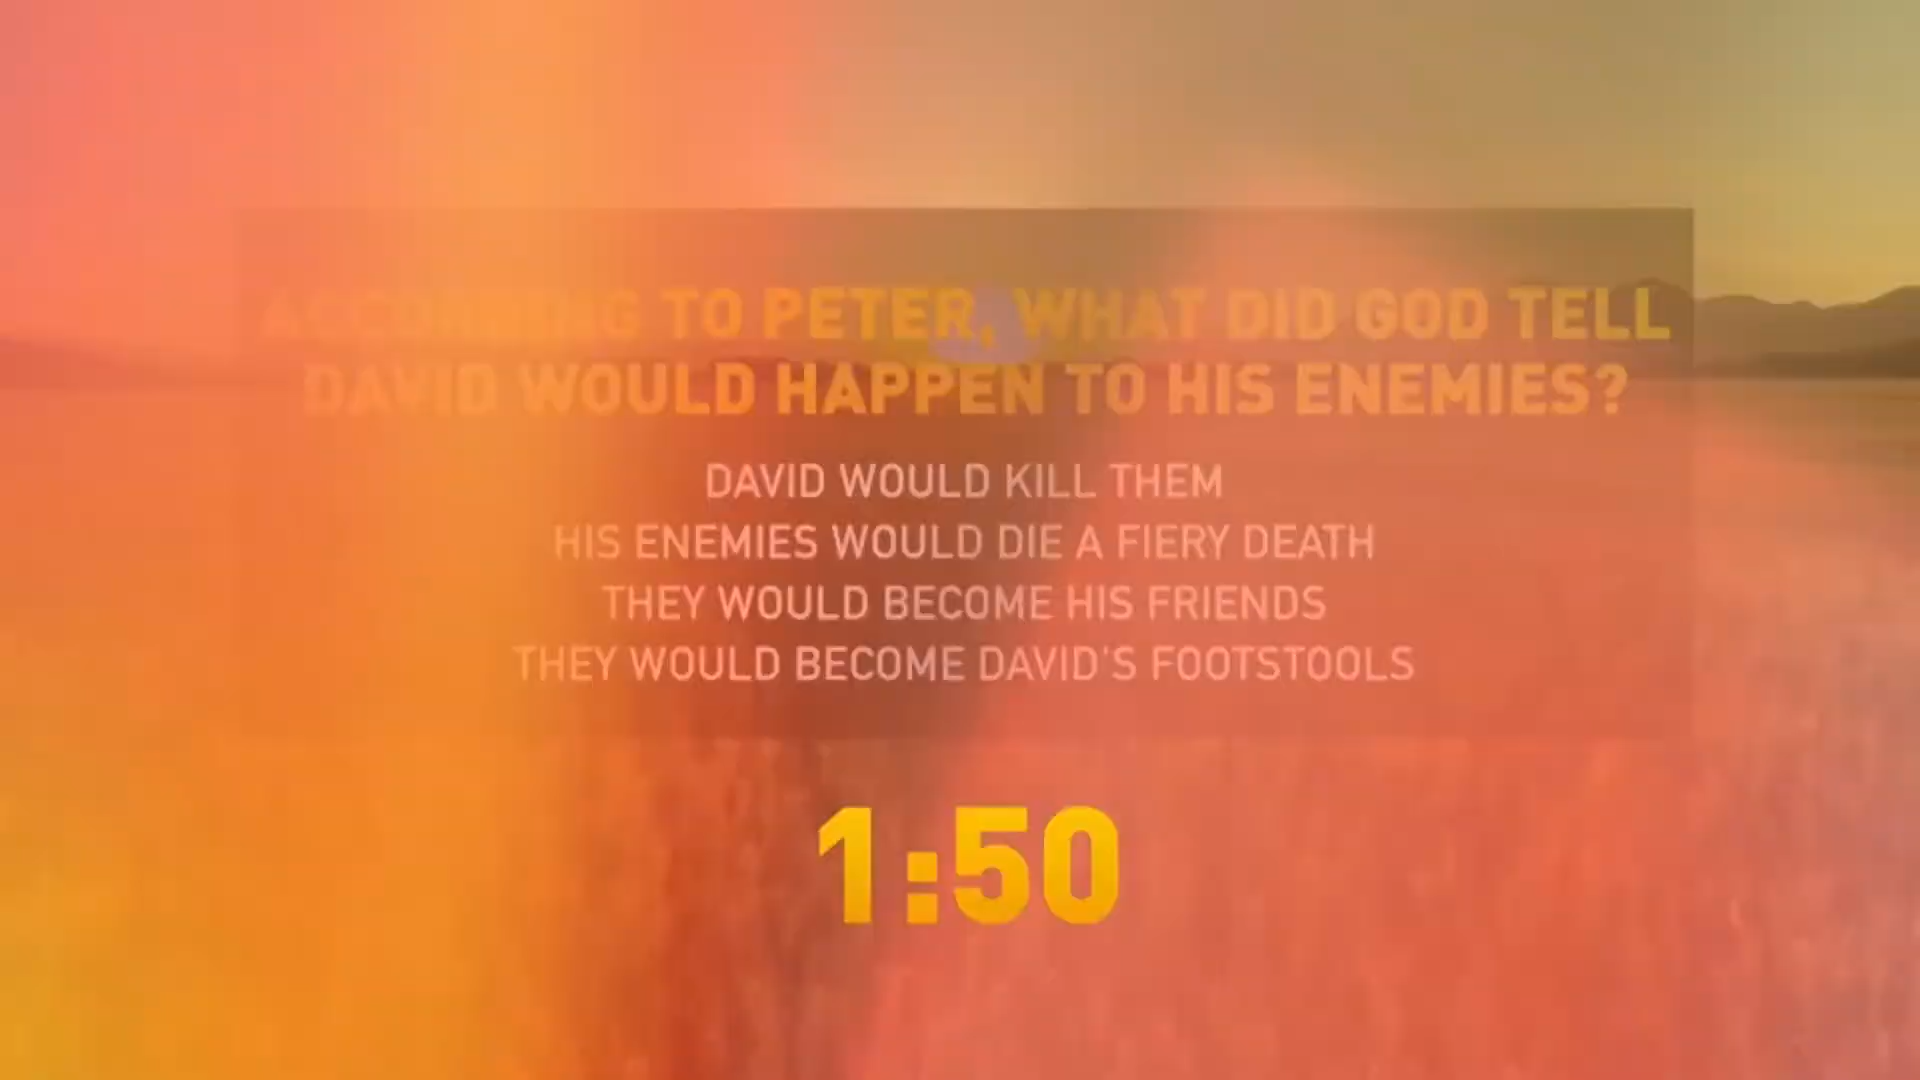 ACCORDING TO PETER, WHAT DID GOD TELL
DAVID WOULD HAPPEN TO HIS ENEMIES?
DAVID WOULD KILL THEM
HIS ENEMIES WOULD DIE A FIERY DEATH
THEY WOULD BECOME HIS FRIENDS
THEY WOULD BECOME DAVID'S FOOTSTOOLS
1:50